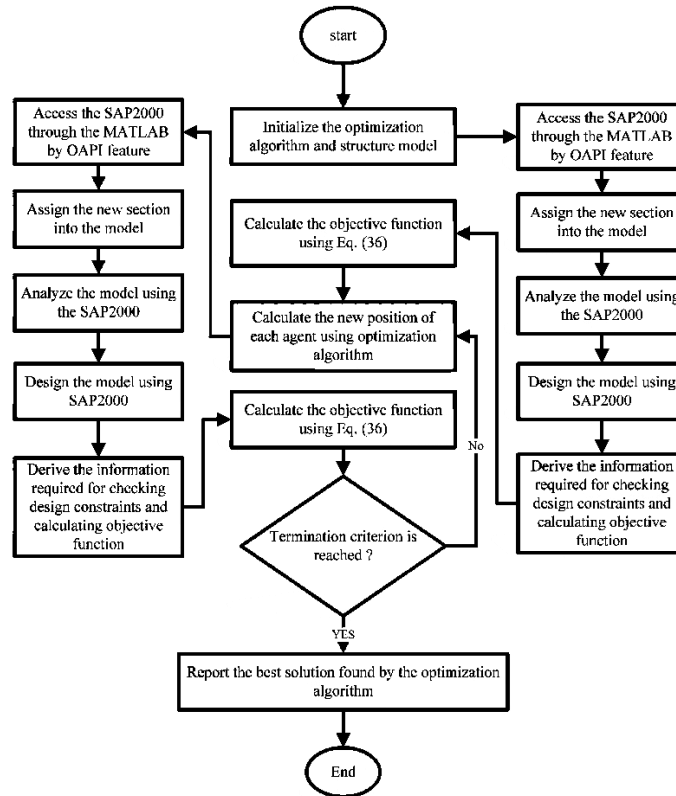 start
Initialize the optimization
algorithm and structure model
Access the SAP2000
through the MATLAB
by OAPI feature
Assign the new section
into the model
Analyze the model using
the SAP2000
Design the model using
SAP2000
Derive the information
required for checking
design constraints and
calculating objective
function
Calculate the objective function
using Eq. (36)
Calculate the new position of
each agent using optimization
algorithm
Access the SAP2000
through the MATLAB
by OAPI feature
Assign the new section
into the model
Analyze the model using
the SAP2000
Design the model using
SAP2000
Derive the information
required for checking
design constraints and
calculating objective
function
Calculate the objective function
using Eq. (36)
Termination criterion is
reached ?
No
YES
Report the best solution found by the optimization
algorithm
End